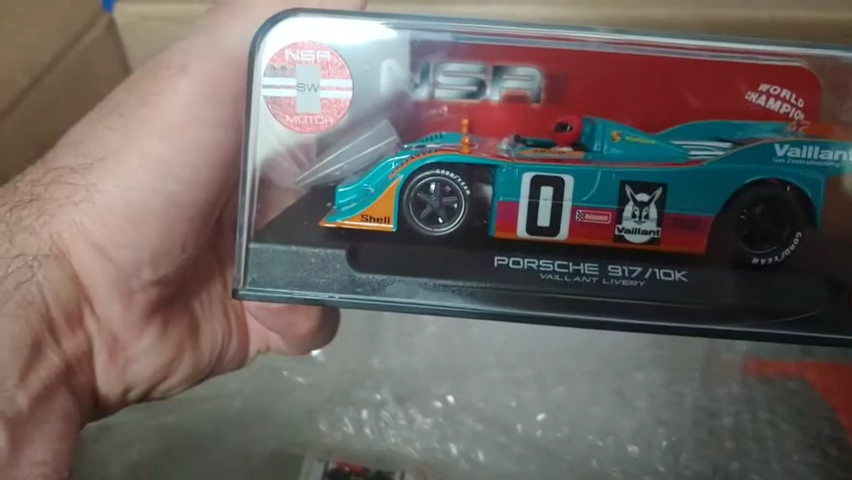 NSR
SW
MOTOR
NSR
WORLD
CHAMPION
Vaillant
Shell
GOODYEAR
0
Vaillant
GOODYEAR
PORSCHE 917/10K
VAILLANT LIVERY